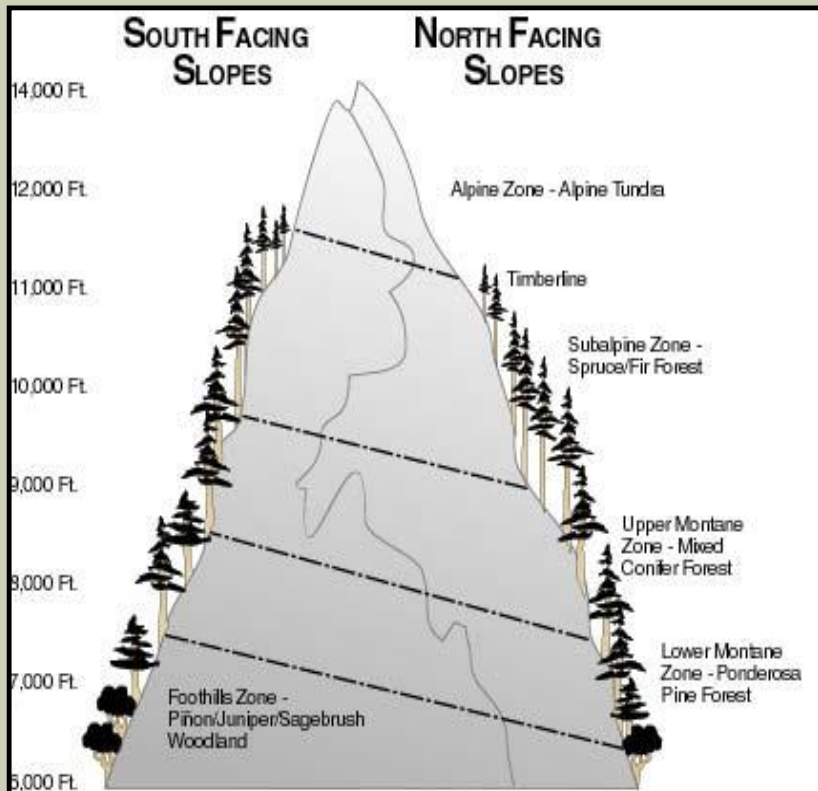 SOUTH FACING
SLOPES
NORTH FACING
SLOPES
14,000 Ft.
12,000 Ft.
Alpine Zone - Alpine Tundra
11,000 Ft.
Timberline
Subalpine Zone -
Spruce/Fir Forest
10,000 Ft.
9,000 Ft.
Upper Montane
Zone - Mixed
Conifer Forest
8,000 Ft.
Lower Montane
Zone - Ponderosa
Pine Forest
7,000 Ft.
Foothills Zone -
Piñon/Juniper/Sagebrush
Woodland
6,000 Ft.